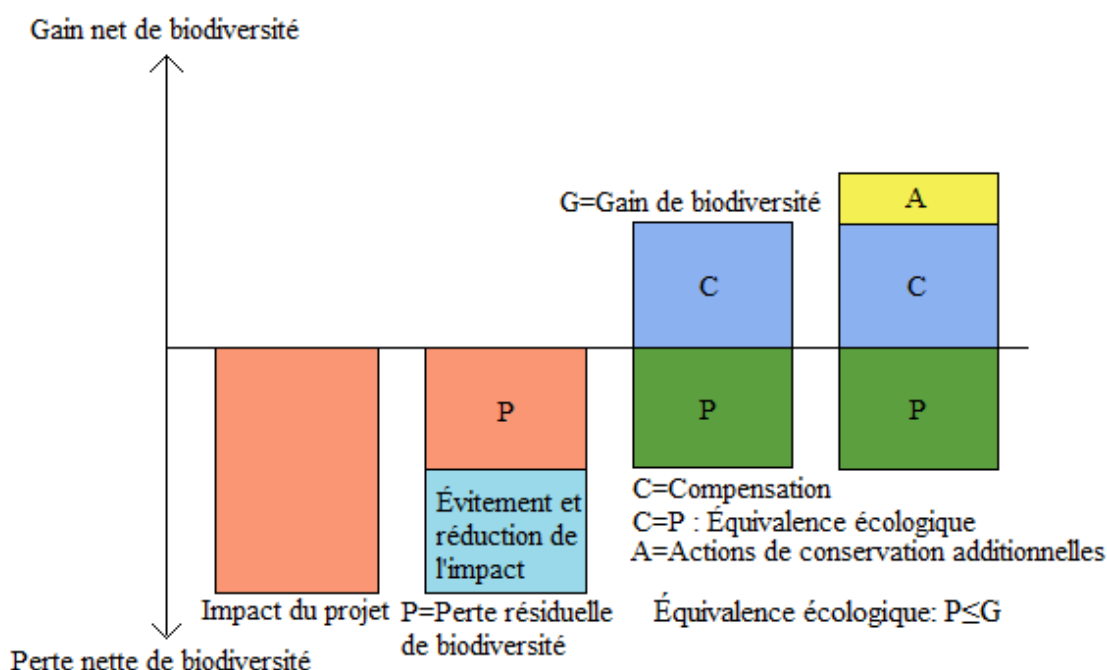 Gain net de biodiversité
G=Gain de biodiversité
A
C
C
P
P
P
Évitement et
réduction de
l'impact
C=Compensation
C=P : Équivalence écologique
A=Actions de conservation additionnelles
Impact du projet
P=Perte résiduelle
de biodiversité
Équivalence écologique: P≤G
Perte nette de biodiversité